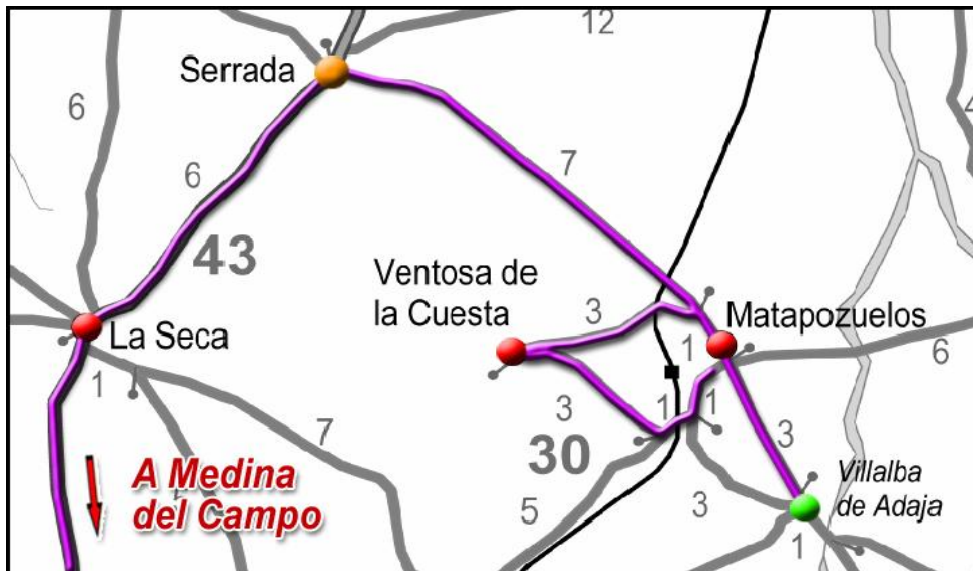 12
Serrada
6
4
7
6
43
Ventosa de
la Cuesta
3
Matapozuelos
La Seca
1
6
1
3
1
1
7
3
30
A Medina
del Campo
Villalba
de Adaja
5
3
1